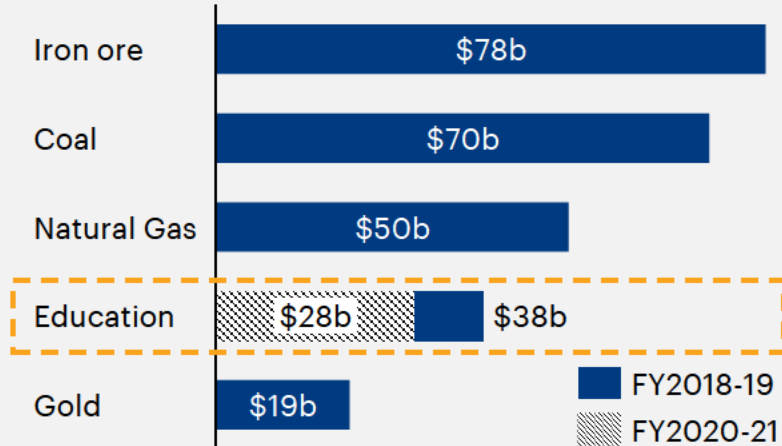 Iron ore $78b
Coal $70b
Natural Gas $50b
Education $28b $38b
Gold $19b
FY2018-19
FY2020-21